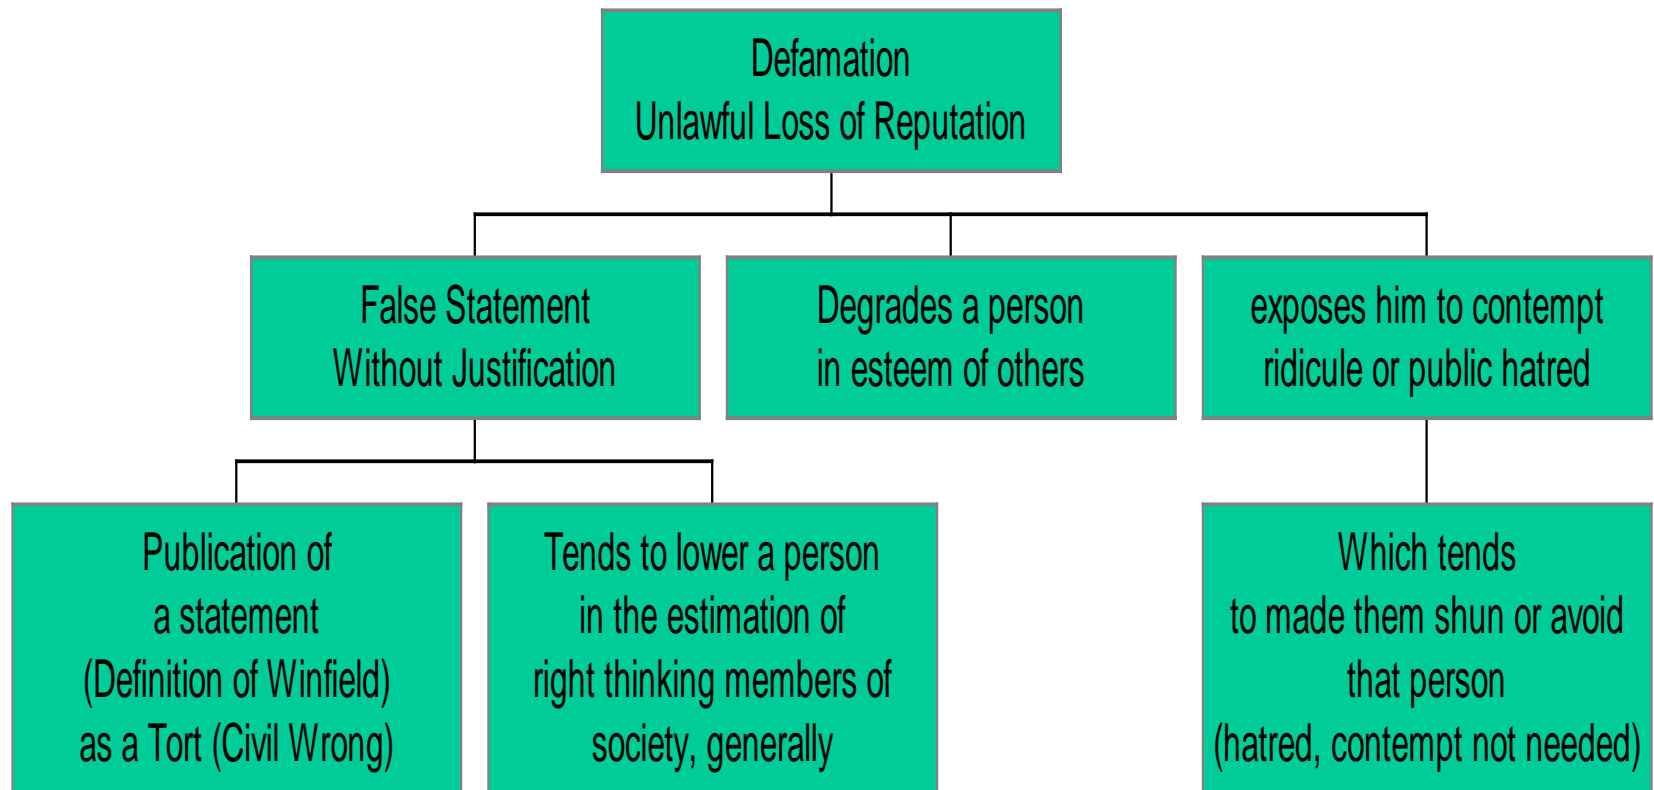 Defamation
Unlawful Loss of Reputation
False Statement
Without Justification
Degrades a person
in esteem of others
exposes him to contempt
ridicule or public hatred
Publication of
a statement
(Definition of Winfield)
as a Tort (Civil Wrong)
Tends to lower a person
in the estimation of
right thinking members of
society, generally
Which tends
to made them shun or avoid
that person
(hatred, contempt not needed)